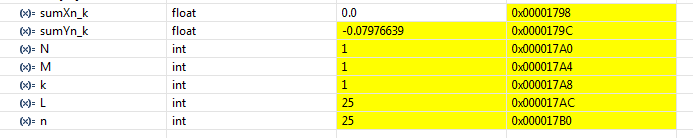 (x)= sumXn_k float 0.0 0x00001798
(x)= sumYn_k float -0.07976639 0x0000179C
(x)= N int 1 0x000017A0
(x)= M int 1 0x000017A4
(x)= k int 1 0x000017A8
(x)= L int 25 0x000017AC
(x)= n int 25 0x000017B0